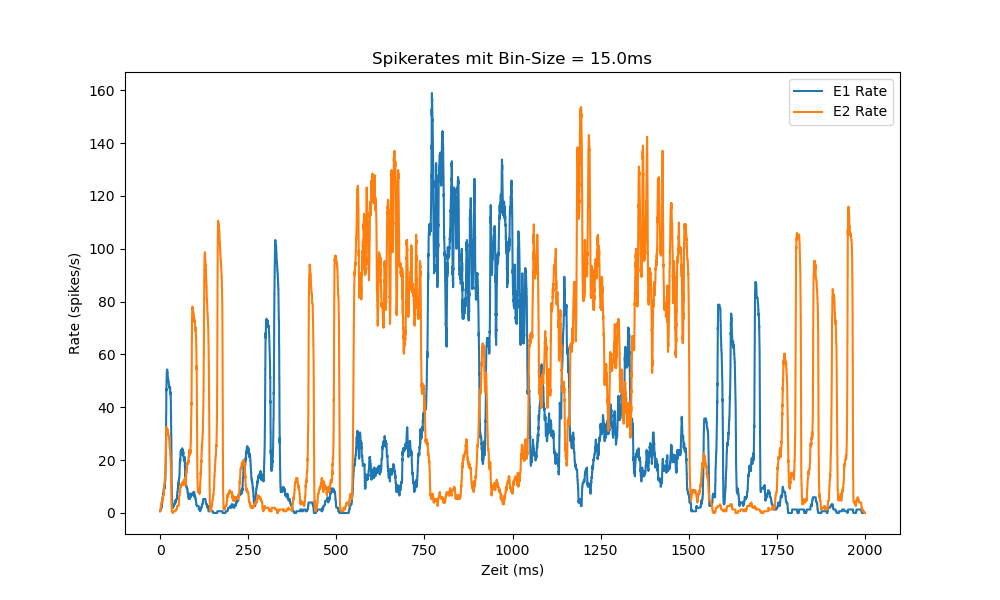 Spikerates mit Bin-Size = 15.0ms
E1 Rate
E2 Rate
160
140
120
100
80
60
40
20
0
Rate (spikes/s)
0 250 500 750 1000 1250 1500 1750 2000
Zeit (ms)